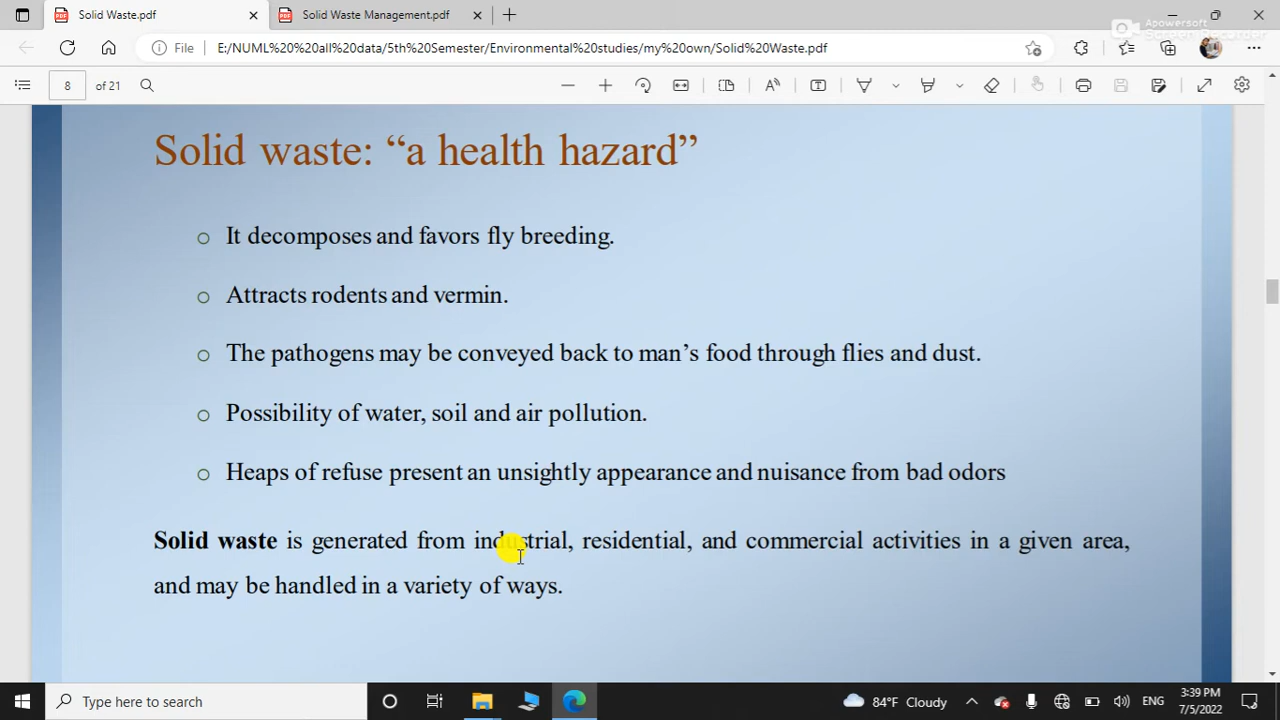 Solid Waste.pdf
Solid Waste Management.pdf
Apowersoft
Screen Recorder
File
E:/NUML%20%20all%20data/5th%20Semester/Environmental%20studies/my%20own/Solid%20Waste.pdf
8 of 21
Solid waste: “a health hazard”
It decomposes and favors fly breeding.
Attracts rodents and vermin.
The pathogens may be conveyed back to man’s food through flies and dust.
Possibility of water, soil and air pollution.
Heaps of refuse present an unsightly appearance and nuisance from bad odors
Solid waste is generated from industrial, residential, and commercial activities in a given area,
and may be handled in a variety of ways.
Type here to search
84°F Cloudy
ENG
3:39 PM
7/5/2022